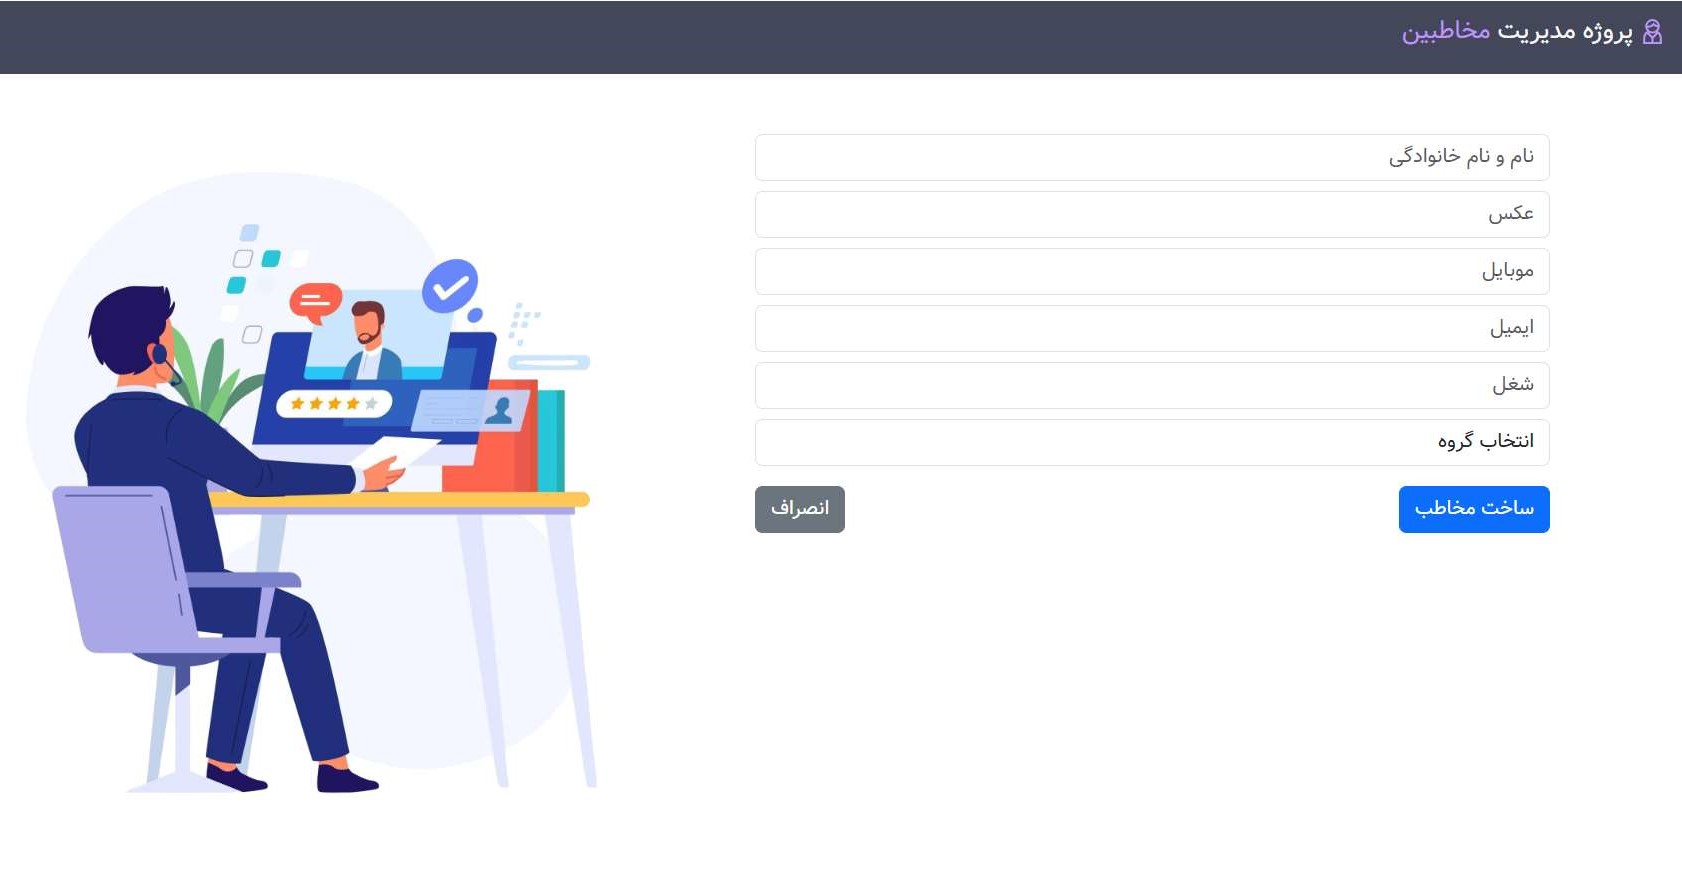 پروژه مدیریت مخاطبین
نام و نام خانوادگی
عکس
موبایل
ایمیل
شغل
انتخاب گروه
ساخت مخاطب
انصراف